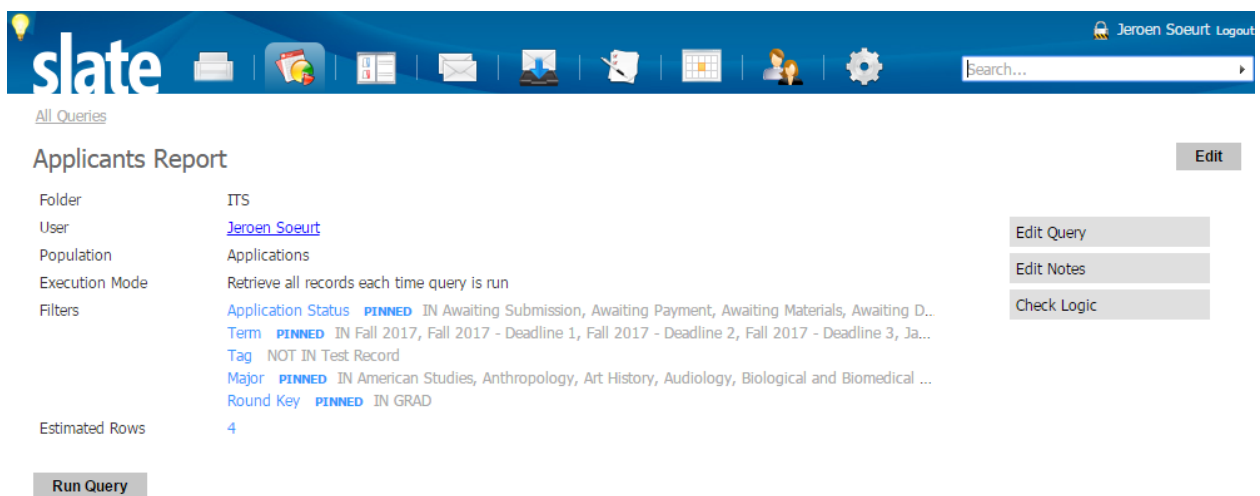 Jeroen Soeurt Logout
slate
Search...
All Queries
Applicants Report
Edit
Folder ITS
User Jeroen Soeurt
Edit Query
Population Applications
Edit Notes
Execution Mode Retrieve all records each time query is run
Check Logic
Filters Application Status PINNED IN Awaiting Submission, Awaiting Payment, Awaiting Materials, Awaiting D...
Term PINNED IN Fall 2017, Fall 2017 - Deadline 1, Fall 2017 - Deadline 2, Fall 2017 - Deadline 3, Ja...
Tag NOT IN Test Record
Major PINNED IN American Studies, Anthropology, Art History, Audiology, Biological and Biomedical ...
Round Key PINNED IN GRAD
Estimated Rows 4
Run Query